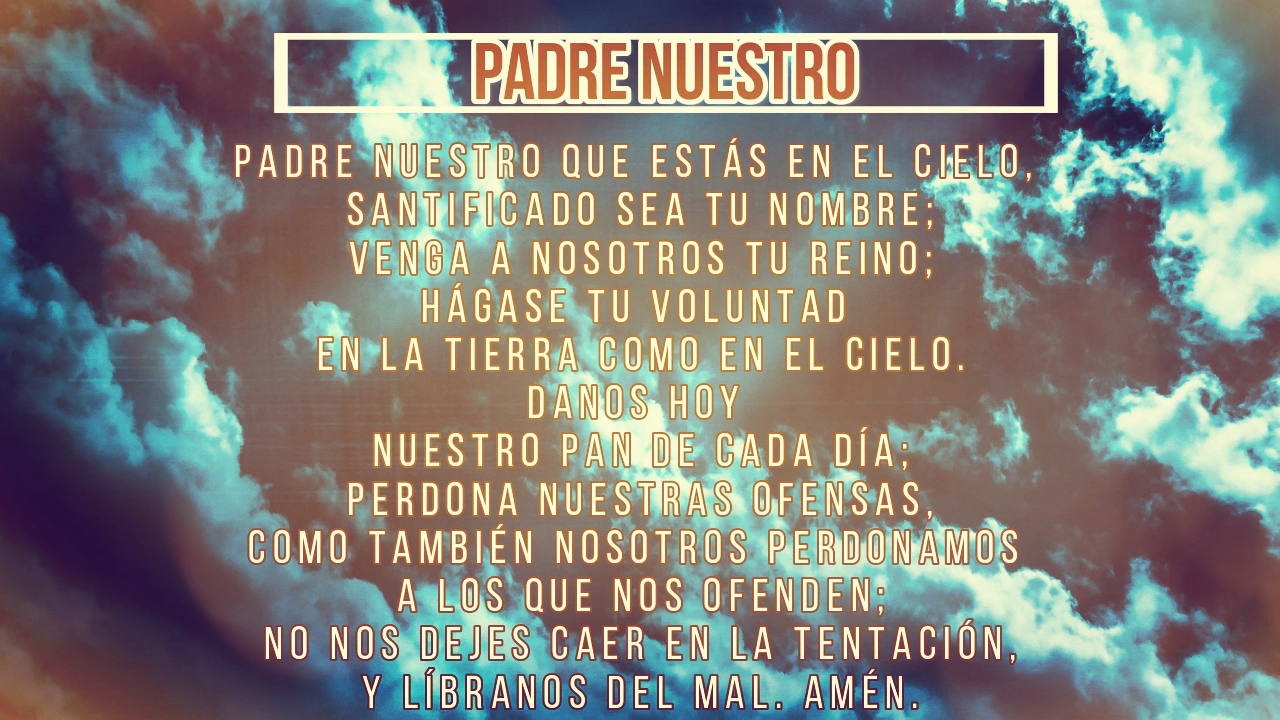 PADRE NUESTRO
PADRE NUESTRO QUE ESTÁS EN EL CIELO,
SANTIFICADO SEA TU NOMBRE;
VENGA A NOSOTROS TU REINO;
HÁGASE TU VOLUNTAD
EN LA TIERRA COMO EN EL CIELO.
DANOS HOY
NUESTRO PAN DE CADA DÍA;
PERDONA NUESTRAS OFENSAS,
COMO TAMBIÉN NOSOTROS PERDONAMOS
A LOS QUE NOS OFENDEN;
NO NOS DEJES CAER EN LA TENTACIÓN,
Y LÍBRANOS DEL MAL. AMÉN.